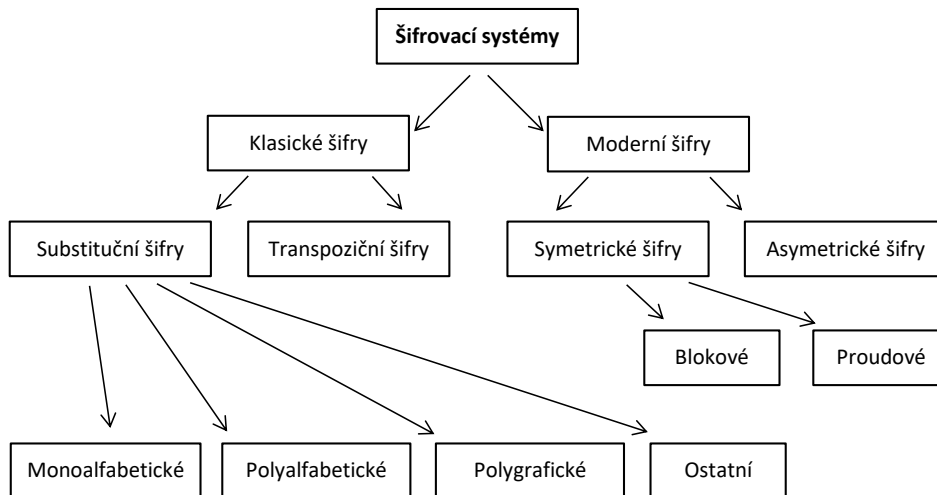 Šifrovací systémy
Klasické šifry
Moderní šifry
Substituční šifry
Transpoziční šifry
Symetrické šifry
Asymetrické šifry
Blokové
Proudové
Monoalfabetické
Polyalfabetické
Polygrafické
Ostatní